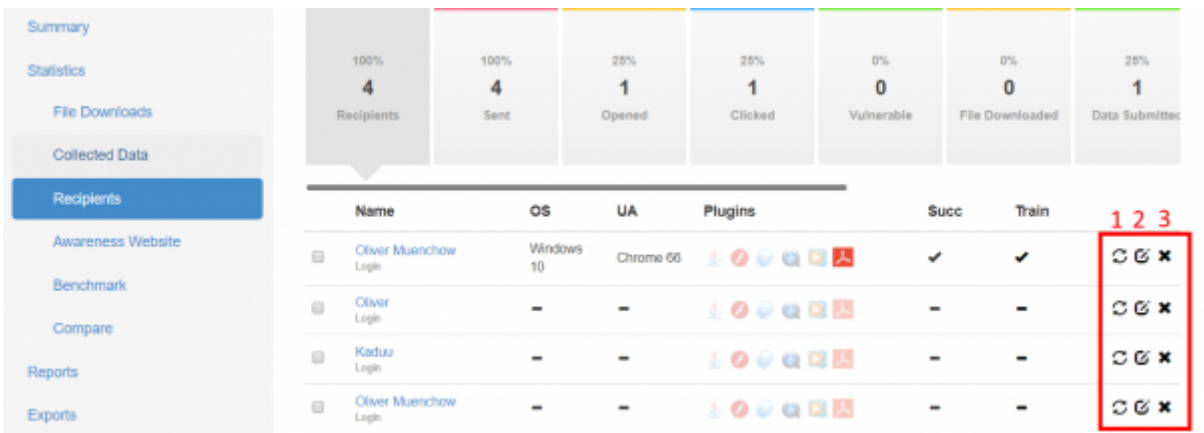 Summary
Statistics
File Downloads
Collected Data
Recipients
Awareness Website
Benchmark
Compare
Reports
Exports
100% 100% 25% 25% 0% 0% 25%
4 4 1 1 0 0 1
Recipients Sent Opened Clicked Vulnerable File Downloaded Data Submitted
Name OS UA Plugins Succ Train 1 2 3
Oliver Muenchow
Login
Windows
10
Chrome 66
Oliver
Login
Kaduu
Login
Oliver Muenchow
Login